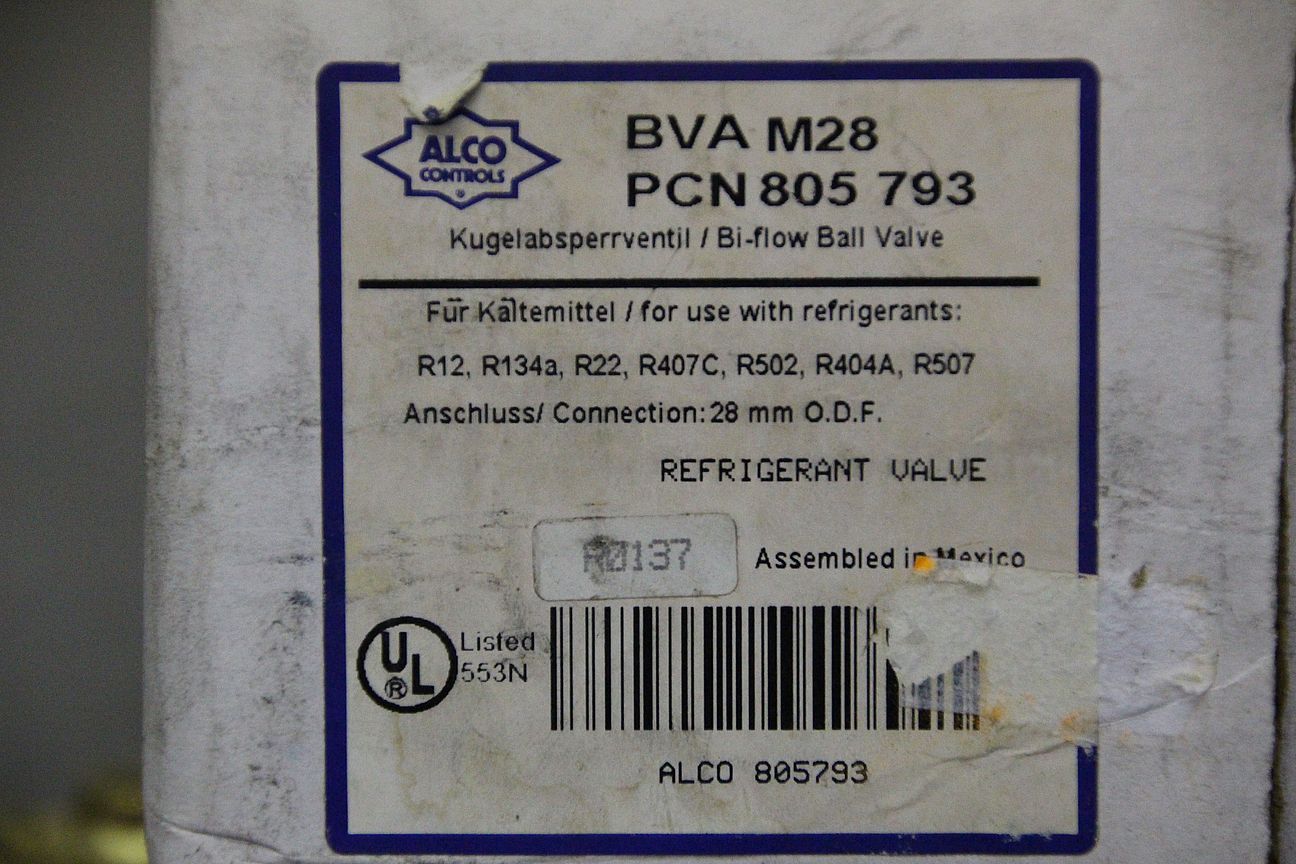 ALCO
CONTROLS
®
BVA M28
PCN 805 793
Kugelabsperrventil / Bi-flow Ball Valve
Für Kältemittel / for use with refrigerants:
R12, R134a, R22, R407C, R502, R404A, R507
Anschluss/ Connection: 28 mm O.D.F.
REFRIGERANT VALVE
R0137
Assembled in Mexico
UL
®
Listed
553N
ALCO 805793